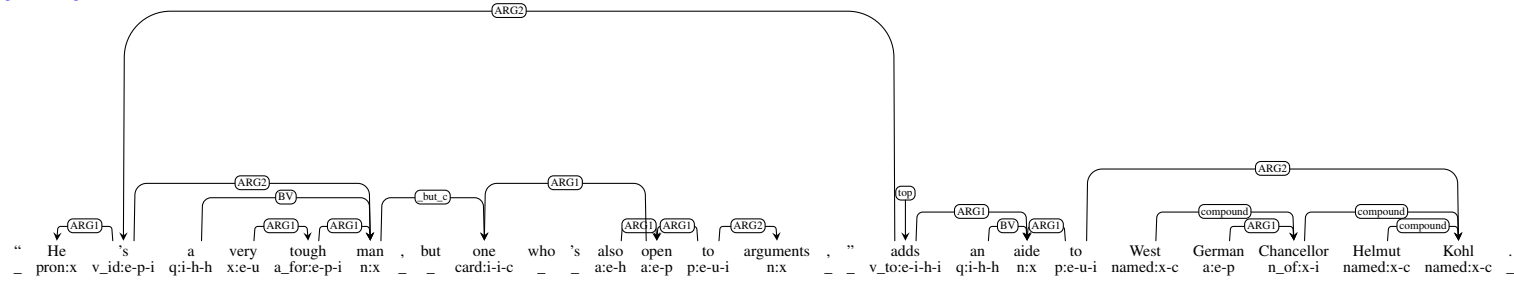 ARG2
ARG2 ARG1 ARG2
BV _but_c top
ARG1 compound compound
ARG1 ARG1 ARG1 ARG1 ARG1 ARG2 BV ARG1 ARG1 compound
“ He 's a very tough man , but one who 's also open to arguments , ” adds an aide to West German Chancellor Helmut Kohl .
_ pron:x v_id:e-p-i q:i-h-h x:e-u a_for:e-p-i n:x _ _ card:i-i-c _ _ a:e-h a:e-p p:e-u-i n:x _ _ v_to:e-i-h-i q:i-h-h n:x p:e-u-i named:x-c a:e-p n_of:x-i named:x-c named:x-c _